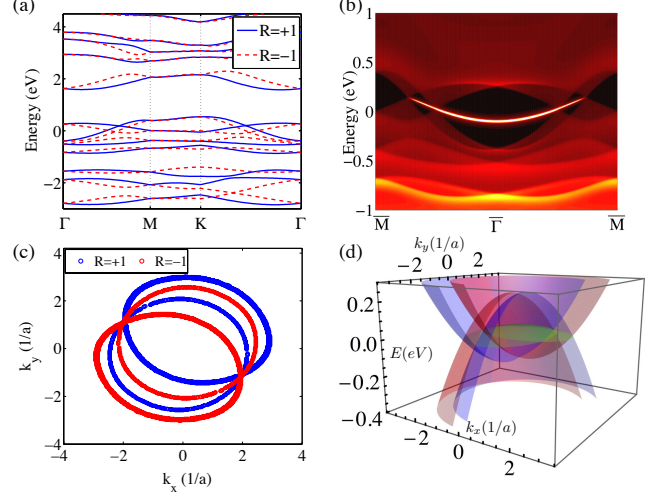 (a)
R=+1
R=−1
Energy (eV)
4
2
0
−2
Γ M K Γ
(b)
Energy (eV)
1
0.5
0
−0.5
−1
M̅ Γ̅ M̅
(c)
R=+1 R=−1
k_y (1/a)
4
2
0
−2
−4
−4 −2 0 2 4
k_x (1/a)
(d)
k_y(1/a)
−2 0 2
0.2
0.0
−0.2
−0.4
E(eV)
k_x(1/a)
−2 0 2